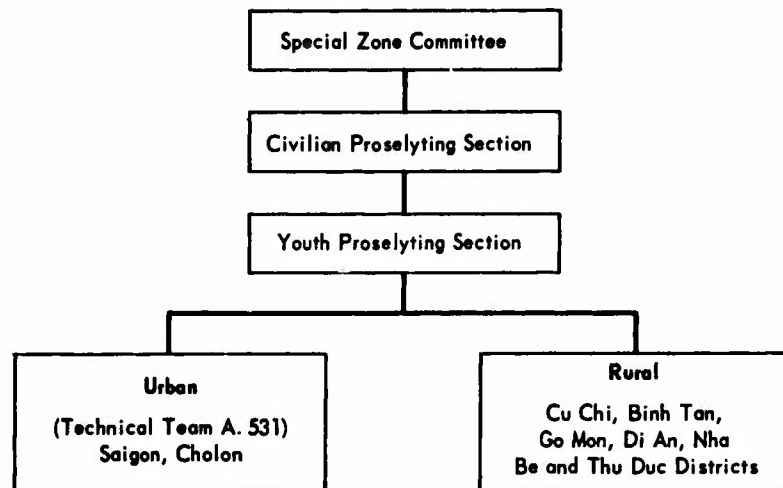 Special Zone Committee
Civilian Proselyting Section
Youth Proselyting Section
Urban
(Technical Team A. 531)
Saigon, Cholon
Rural
Cu Chi, Binh Tan,
Go Mon, Di An, Nha
Be and Thu Duc Districts